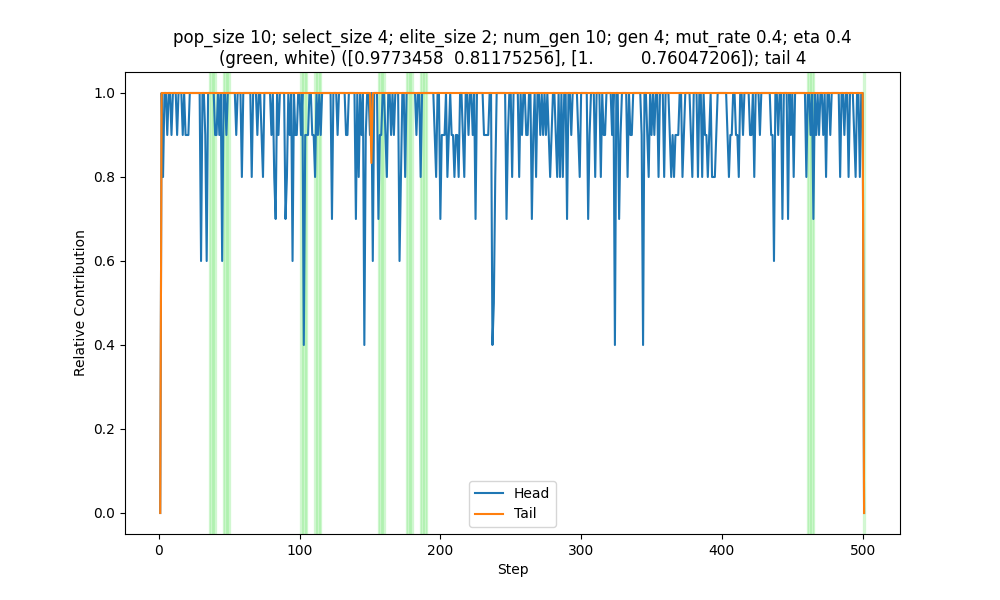 pop_size 10; select_size 4; elite_size 2; num_gen 10; gen 4; mut_rate 0.4; eta 0.4
(green, white) ([0.9773458  0.81175256], [1.         0.76047206]); tail 4
1.0
0.8
0.6
0.4
0.2
0.0
Relative Contribution
Head
Tail
0
100
200
300
400
500
Step